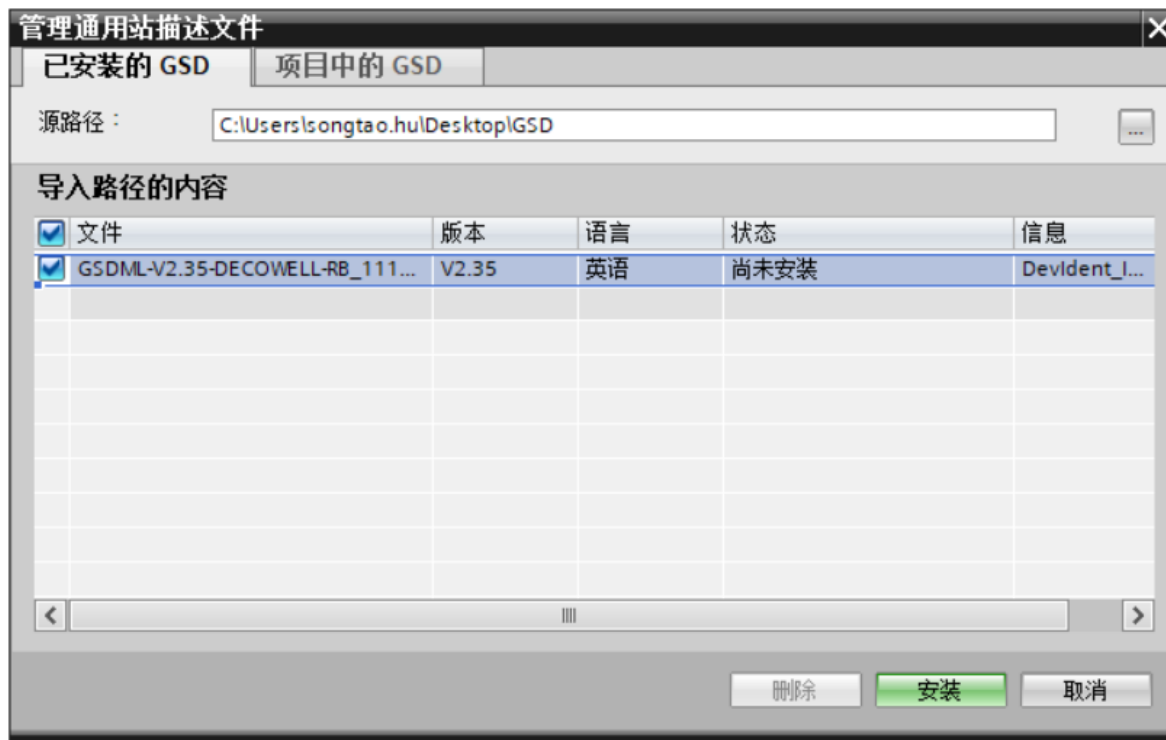 管理通用站描述文件
已安装的 GSD 项目中的 GSD
源路径： C:\Users\songtao.hu\Desktop\GSD ...
导入路径的内容
文件 版本 语言 状态 信息
GSDML-V2.35-DECOWELL-RB_111... V2.35 英语 尚未安装 DevIdent_I...
删除 安装 取消